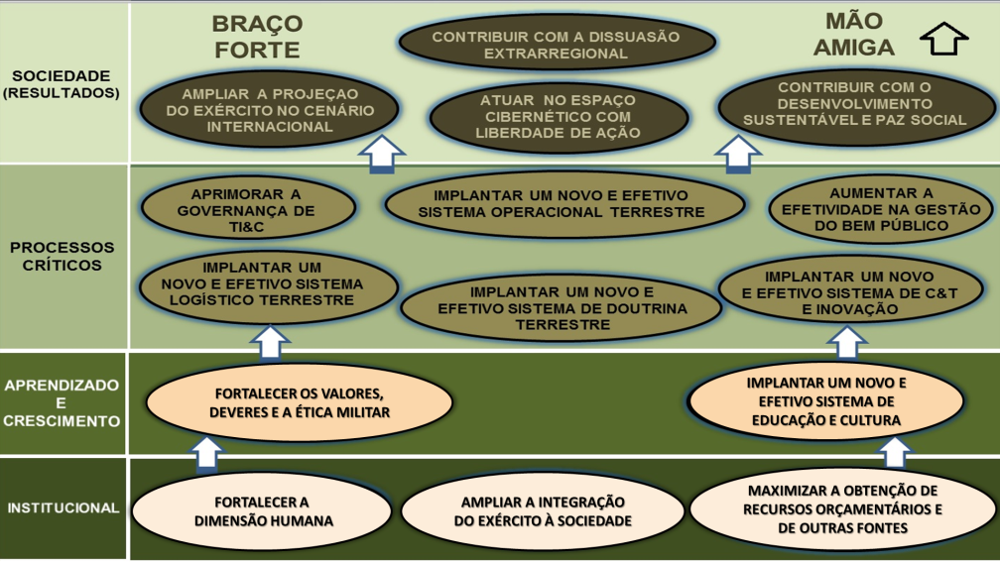 SOCIEDADE
(RESULTADOS)
BRAÇO
FORTE
CONTRIBUIR COM A DISSUASÃO
EXTRARREGIONAL
MÃO
AMIGA
AMPLIAR A PROJEÇAO
DO EXÉRCITO NO CENÁRIO
INTERNACIONAL
ATUAR NO ESPAÇO
CIBERNÉTICO COM
LIBERDADE DE AÇÃO
CONTRIBUIR COM O
DESENVOLVIMENTO
SUSTENTÁVEL E PAZ SOCIAL
PROCESSOS
CRÍTICOS
APRIMORAR A
GOVERNANÇA DE
TI&C
IMPLANTAR UM NOVO E EFETIVO
SISTEMA OPERACIONAL TERRESTRE
AUMENTAR A
EFETIVIDADE NA GESTÃO
DO BEM PÚBLICO
IMPLANTAR UM
NOVO E EFETIVO SISTEMA
LOGÍSTICO TERRESTRE
IMPLANTAR UM NOVO E
EFETIVO SISTEMA DE DOUTRINA
TERRESTRE
IMPLANTAR UM NOVO
E EFETIVO SISTEMA DE C&T
E INOVAÇÃO
APRENDIZADO
E
CRESCIMENTO
FORTALECER OS VALORES,
DEVERES E A ÉTICA MILITAR
IMPLANTAR UM NOVO E
EFETIVO SISTEMA DE
EDUCAÇÃO E CULTURA
INSTITUCIONAL
FORTALECER A
DIMENSÃO HUMANA
AMPLIAR A INTEGRAÇÃO
DO EXÉRCITO À SOCIEDADE
MAXIMIZAR A OBTENÇÃO DE
RECURSOS ORÇAMENTÁRIOS E
DE OUTRAS FONTES